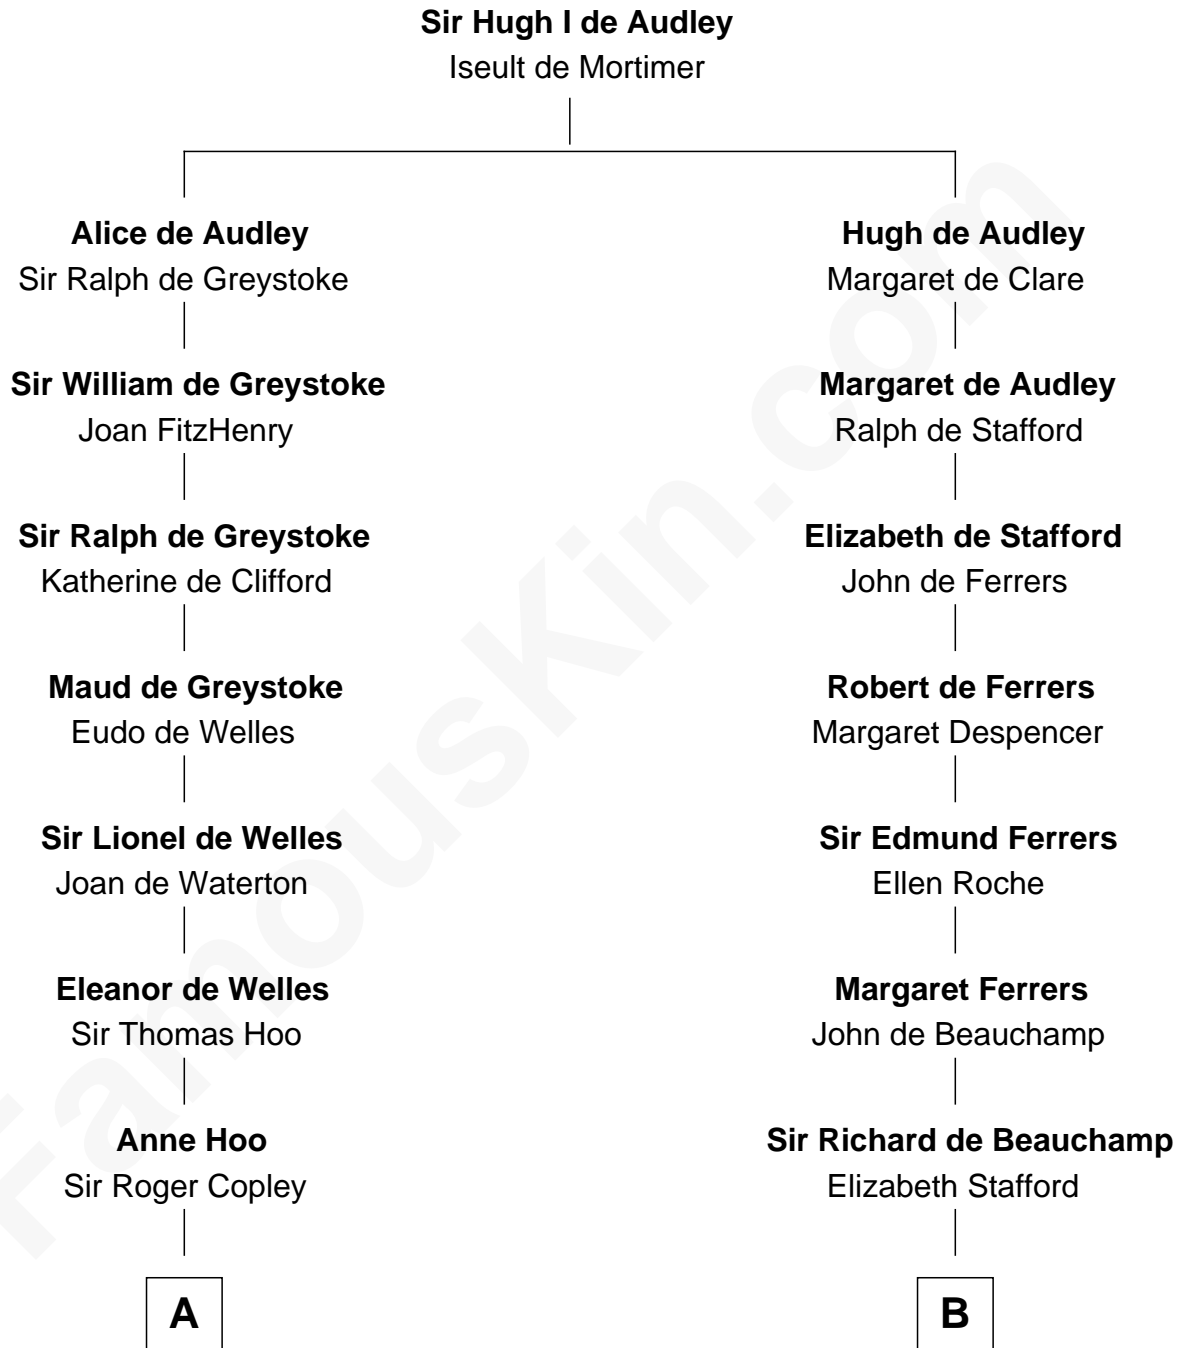 Sir Hugh I de Audley
Iseult de Mortimer
Alice de Audley
Sir Ralph de Greystoke
Hugh de Audley
Margaret de Clare
Sir William de Greystoke
Joan FitzHenry
Margaret de Audley
Ralph de Stafford
Sir Ralph de Greystoke
Katherine de Clifford
Elizabeth de Stafford
John de Ferrers
Maud de Greystoke
Eudo de Welles
Robert de Ferrers
Margaret Despencer
Sir Lionel de Welles
Joan de Waterton
Sir Edmund Ferrers
Ellen Roche
Eleanor de Welles
Sir Thomas Hoo
Margaret Ferrers
John de Beauchamp
Anne Hoo
Sir Roger Copley
Sir Richard de Beauchamp
Elizabeth Stafford
A
B
FamousKin.com